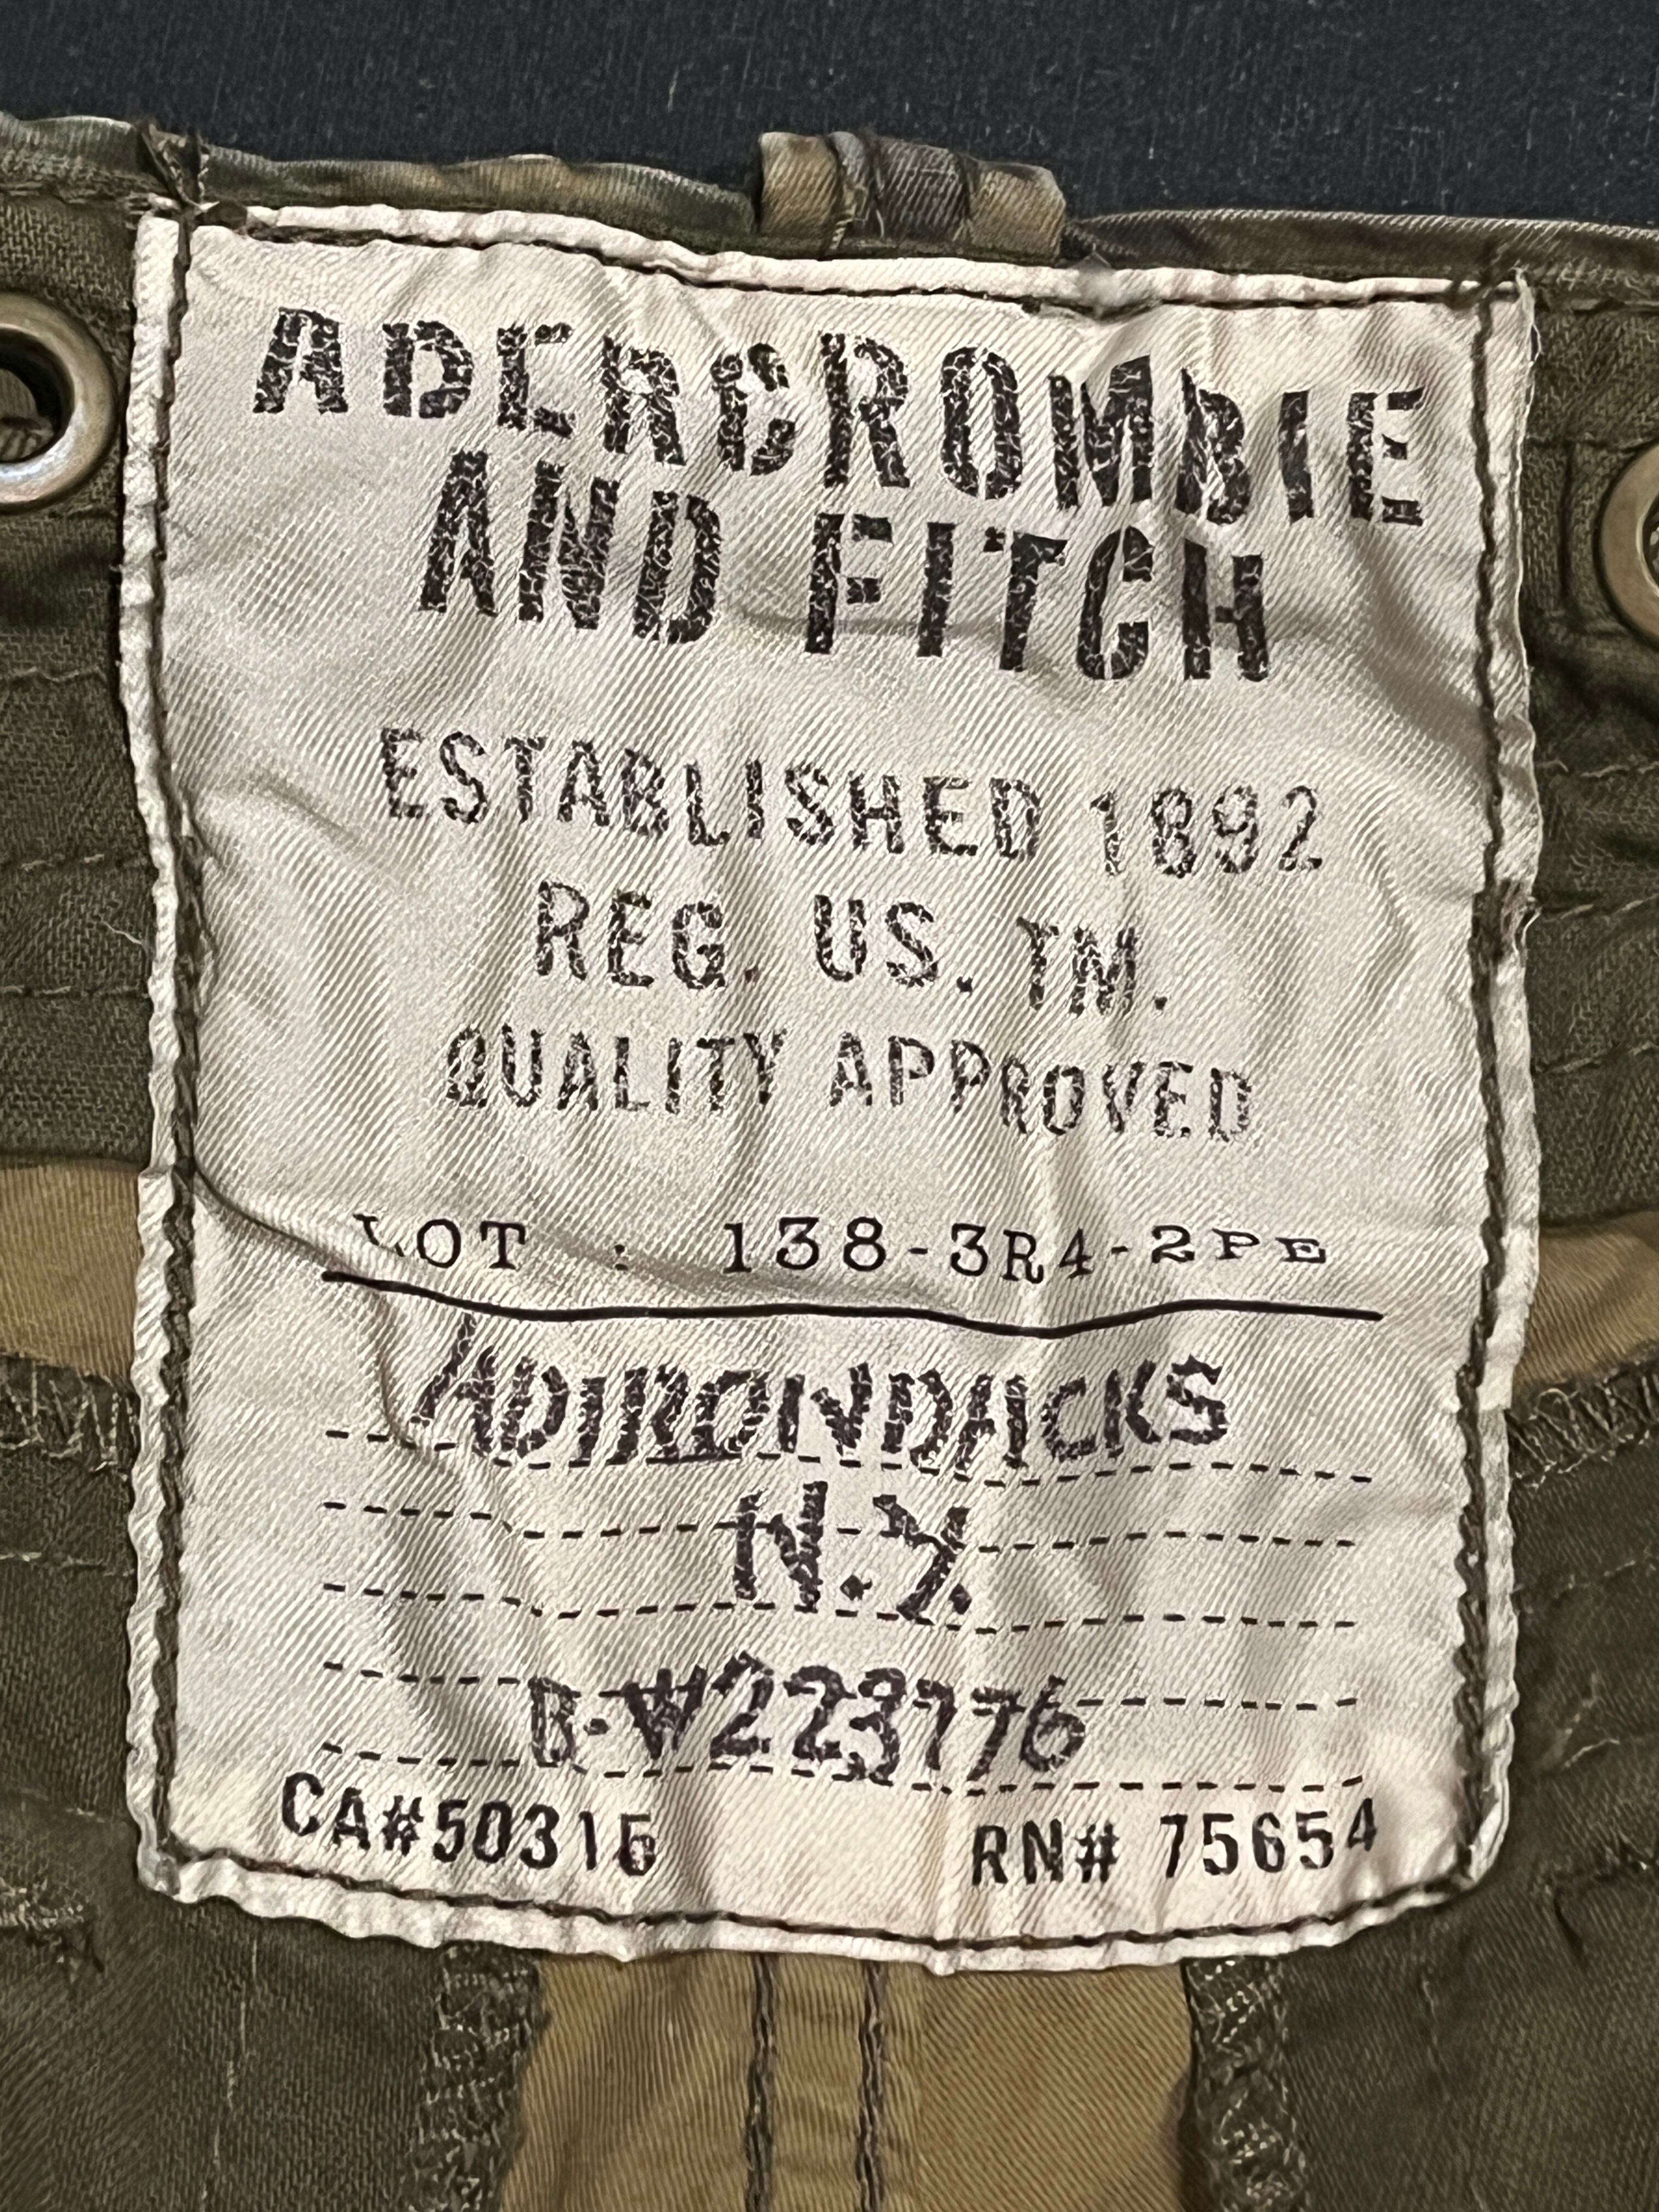 ABERCROMBIE
AND FITCH
ESTABLISHED 1892
REG. US. TM.
QUALITY APPROVED
LOT : 138-3R4-2PE
ADIRONDACKS
N.Y.
B-W223776
CA#50316 RN# 75654